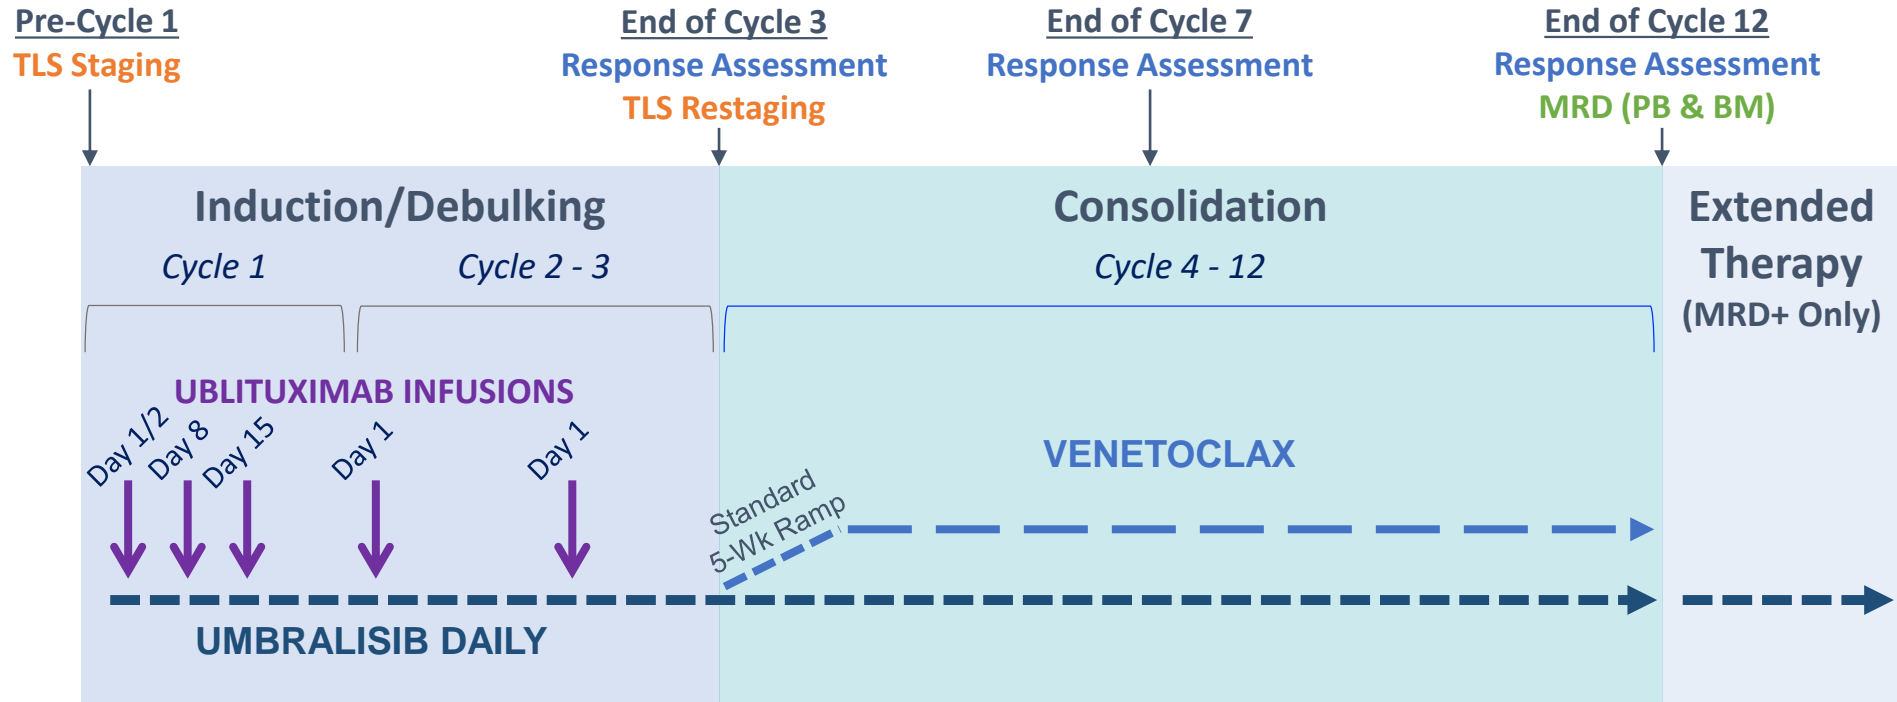 Pre-Cycle 1
TLS Staging
End of Cycle 3
Response Assessment
TLS Restaging
End of Cycle 7
Response Assessment
End of Cycle 12
Response Assessment
MRD (PB & BM)
Induction/Debulking
Cycle 1
Cycle 2 - 3
Consolidation
Cycle 4 - 12
Extended
Therapy
(MRD+ Only)
UBLITUXIMAB INFUSIONS
Day 1/2
Day 8
Day 15
Day 1
Day 1
VENETOCLAX
Standard
5-Wk Ramp
UMBRALISIB DAILY